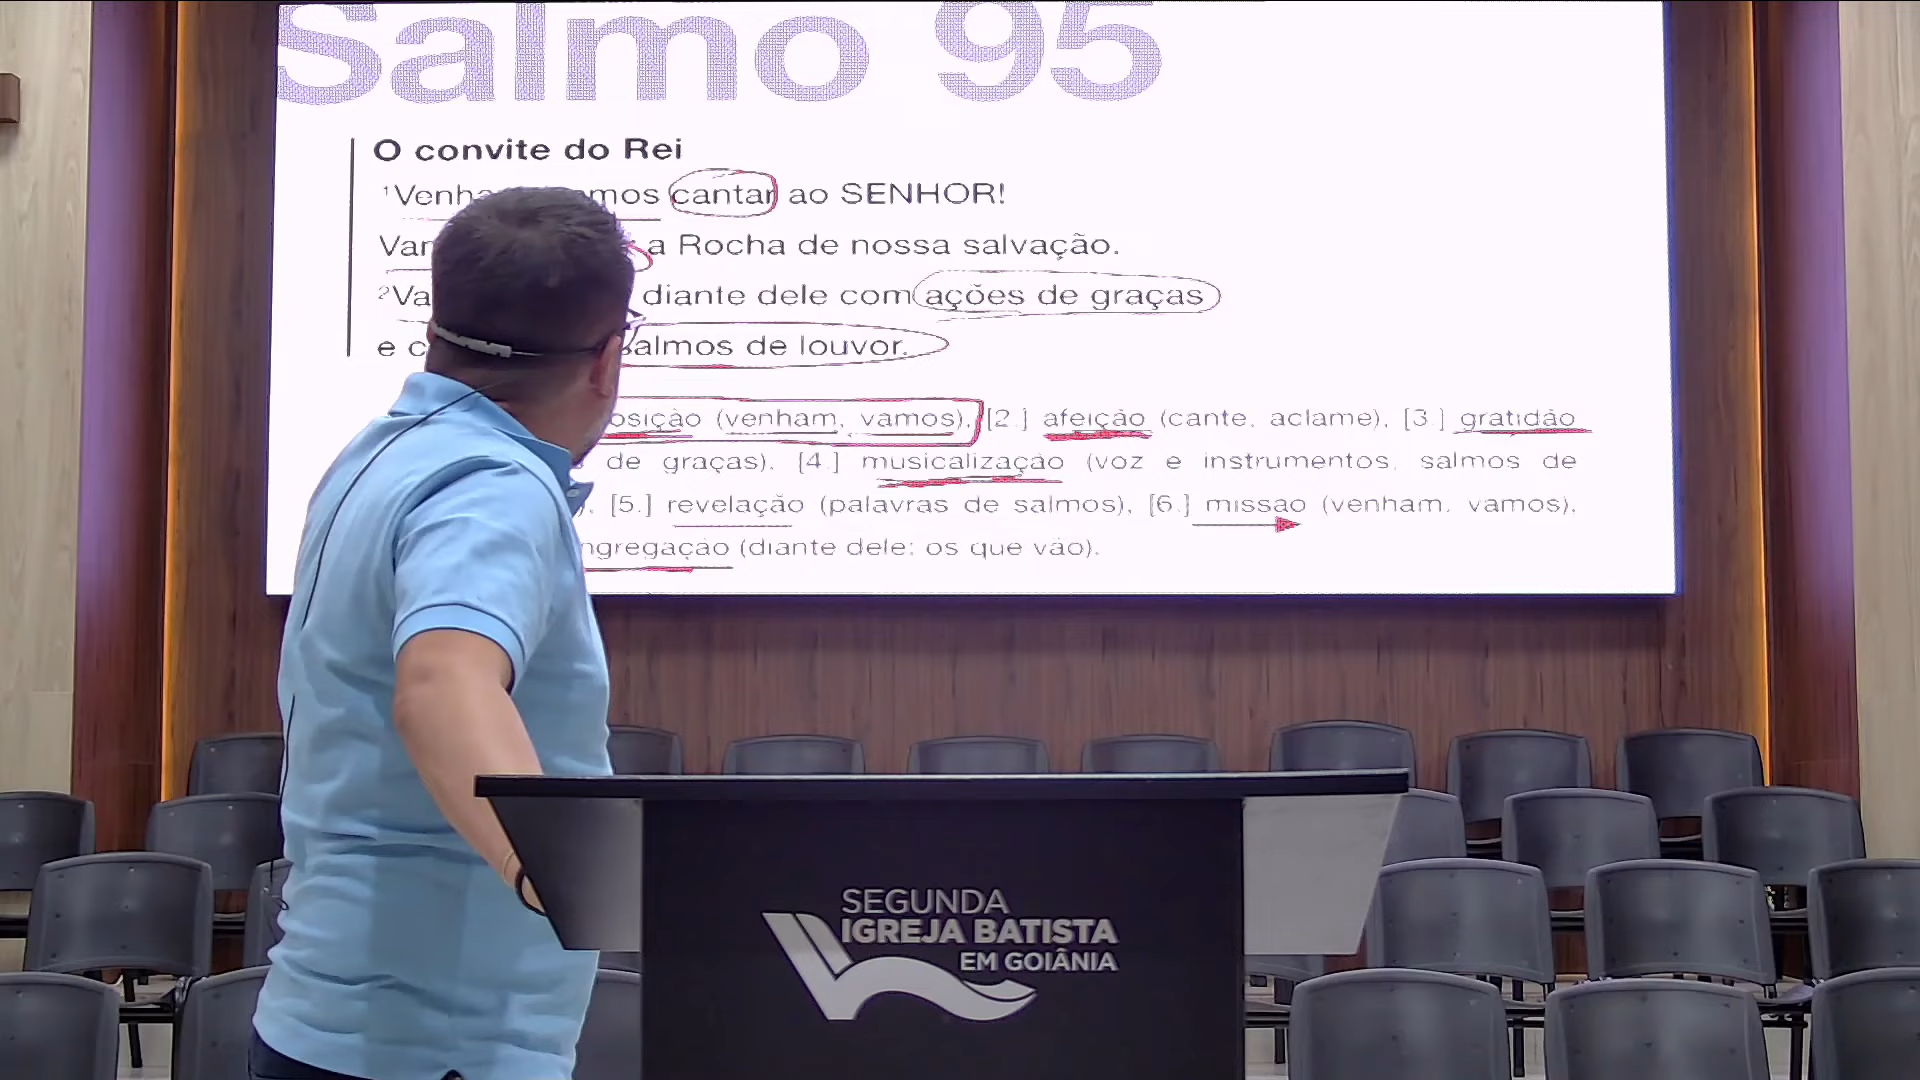 Salmo 95
O convite do Rei
¹Venh mos cantar ao SENHOR!
Va a Rocha de nossa salvação.
²Va diante dele com ações de graças
e c salmos de louvor.
osição (venham, vamos), [2.] afeição (cante, aclame), [3.] gratidão
de graças), [4.] musicalização (voz e instrumentos, salmos de
), [5.] revelação (palavras de salmos), [6.] missão (venham, vamos),
ngregação (diante dele; os que vão).
SEGUNDA
IGREJA BATISTA
EM GOIÂNIA